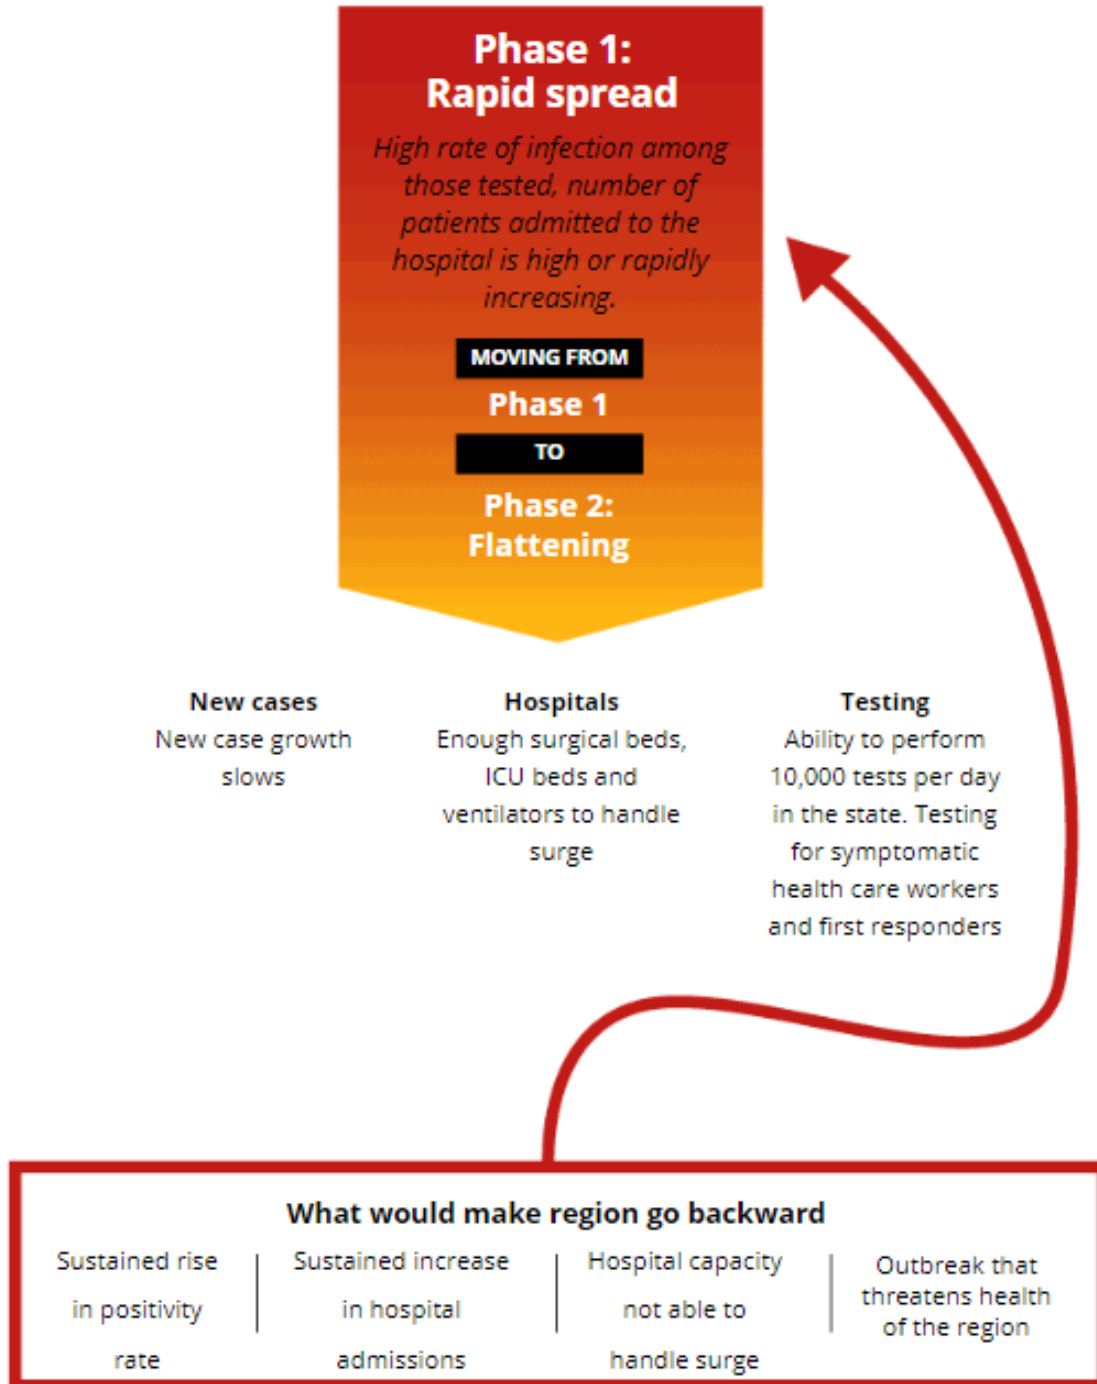 Phase 1:
Rapid spread
High rate of infection among
those tested, number of
patients admitted to the
hospital is high or rapidly
increasing.
MOVING FROM
Phase 1
TO
Phase 2:
Flattening
New cases
New case growth
slows
Hospitals
Enough surgical beds,
ICU beds and
ventilators to handle
surge
Testing
Ability to perform
10,000 tests per day
in the state. Testing
for symptomatic
health care workers
and first responders
What would make region go backward
Sustained rise
in positivity
rate
Sustained increase
in hospital
admissions
Hospital capacity
not able to
handle surge
Outbreak that
threatens health
of the region